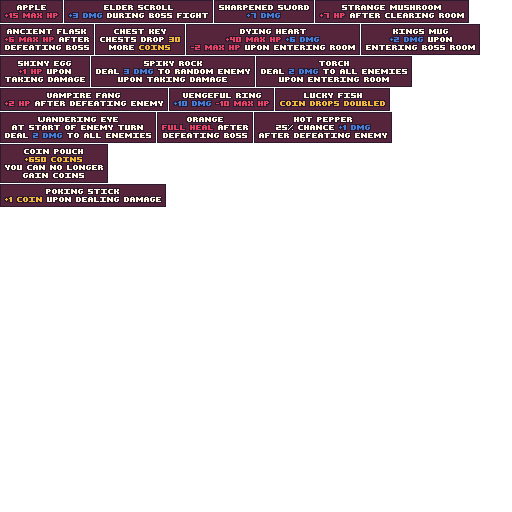 APPLE
+15 MAX HP
ELDER SCROLL
+3 DMG DURING BOSS FIGHT
SHARPENED SWORD
+1 DMG
STRANGE MUSHROOM
+7 HP AFTER CLEARING ROOM
ANCIENT FLASK
+6 MAX HP AFTER
DEFEATING BOSS
CHEST KEY
CHESTS DROP 30
MORE COINS
DYING HEART
+40 MAX HP +6 DMG
-2 MAX HP UPON ENTERING ROOM
KINGS MUG
+2 DMG UPON
ENTERING BOSS ROOM
SHINY EGG
+1 HP UPON
TAKING DAMAGE
SPIKY ROCK
DEAL 3 DMG TO RANDOM ENEMY
UPON TAKING DAMAGE
TORCH
DEAL 2 DMG TO ALL ENEMIES
UPON ENTERING ROOM
VAMPIRE FANG
+2 HP AFTER DEFEATING ENEMY
VENGEFUL RING
+10 DMG -10 MAX HP
LUCKY FISH
COIN DROPS DOUBLED
WANDERING EYE
AT START OF ENEMY TURN
DEAL 2 DMG TO ALL ENEMIES
ORANGE
FULL HEAL AFTER
DEFEATING BOSS
HOT PEPPER
25% CHANCE +1 DMG
AFTER DEFEATING ENEMY
COIN POUCH
+650 COINS
YOU CAN NO LONGER
GAIN COINS
POKING STICK
+1 COIN UPON DEALING DAMAGE